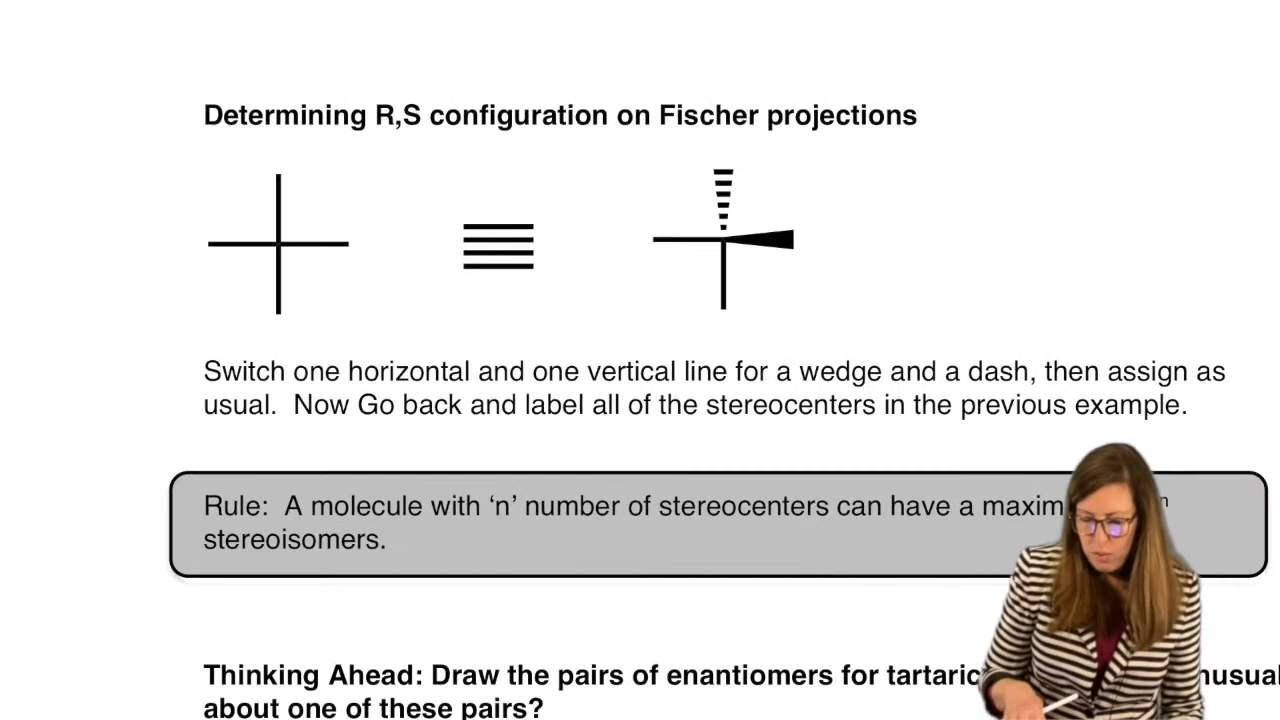 Determining R,S configuration on Fischer projections
Switch one horizontal and one vertical line for a wedge and a dash, then assign as
usual. Now Go back and label all of the stereocenters in the previous example.
Rule: A molecule with ‘n’ number of stereocenters can have a maxim n
stereoisomers.
Thinking Ahead: Draw the pairs of enantiomers for tartaric nusual
about one of these pairs?